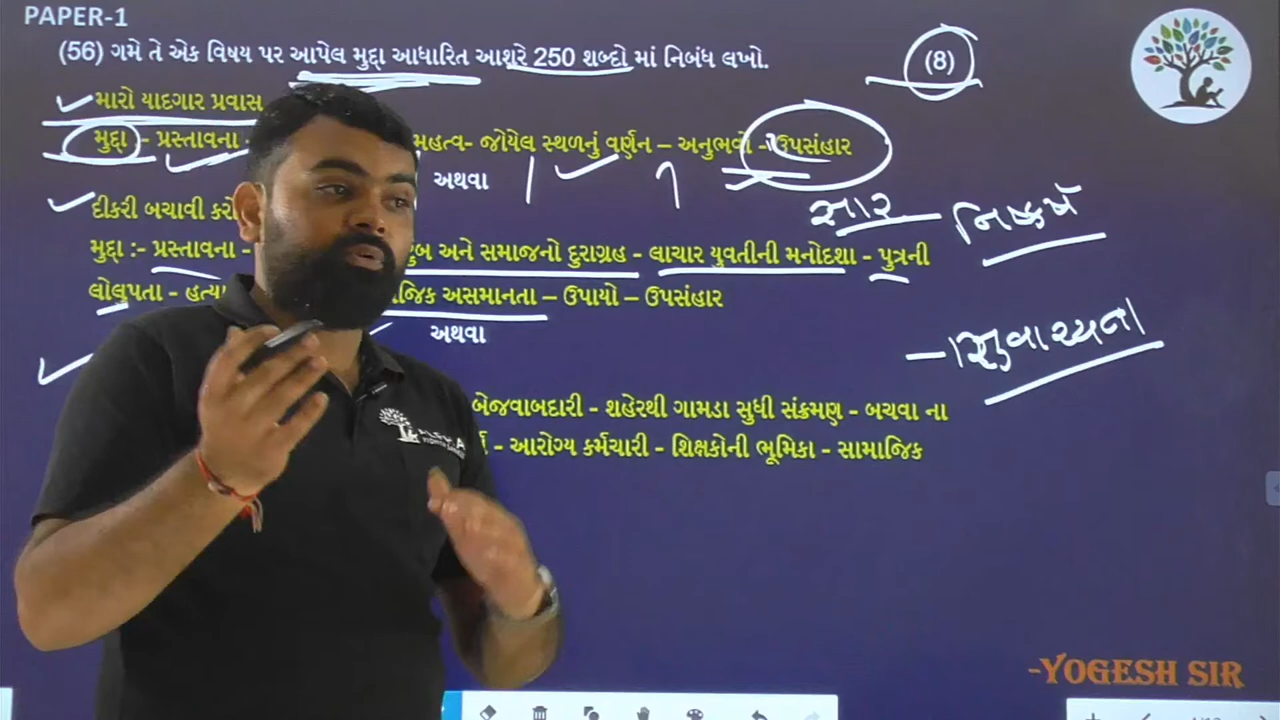 PAPER-1
(56) ગમે તે એક વિષય પર આપેલ મુદ્દા આધારિત આશરે 250 શબ્દો માં નિબંધ લખો.
(8)
મારો યાદગાર પ્રવાસ
મુદ્દા - પ્રસ્તાવના - મહત્વ- જોયેલ સ્થળનું વર્ણન – અનુભવો - ઉપસંહાર
અથવા
સાર
નિષ્કર્ષ
દીકરી બચાવી
મુદ્દા :- પ્રસ્તાવના - અને સમાજનો દુરાગ્રહ - લાચાર યુવતીની મનોદશા - પુત્રની
લોલુપતા - અસમાનતા – ઉપાયો – ઉપસંહાર
અથવા
- સુવાચ્યતા
બેજવાબદારી - શહેરથી ગામડા સુધી સંક્રમણ - બચવા ના
- આરોગ્ય કર્મચારી - શિક્ષકોની ભૂમિકા - સામાજિક
-YOGESH SIR